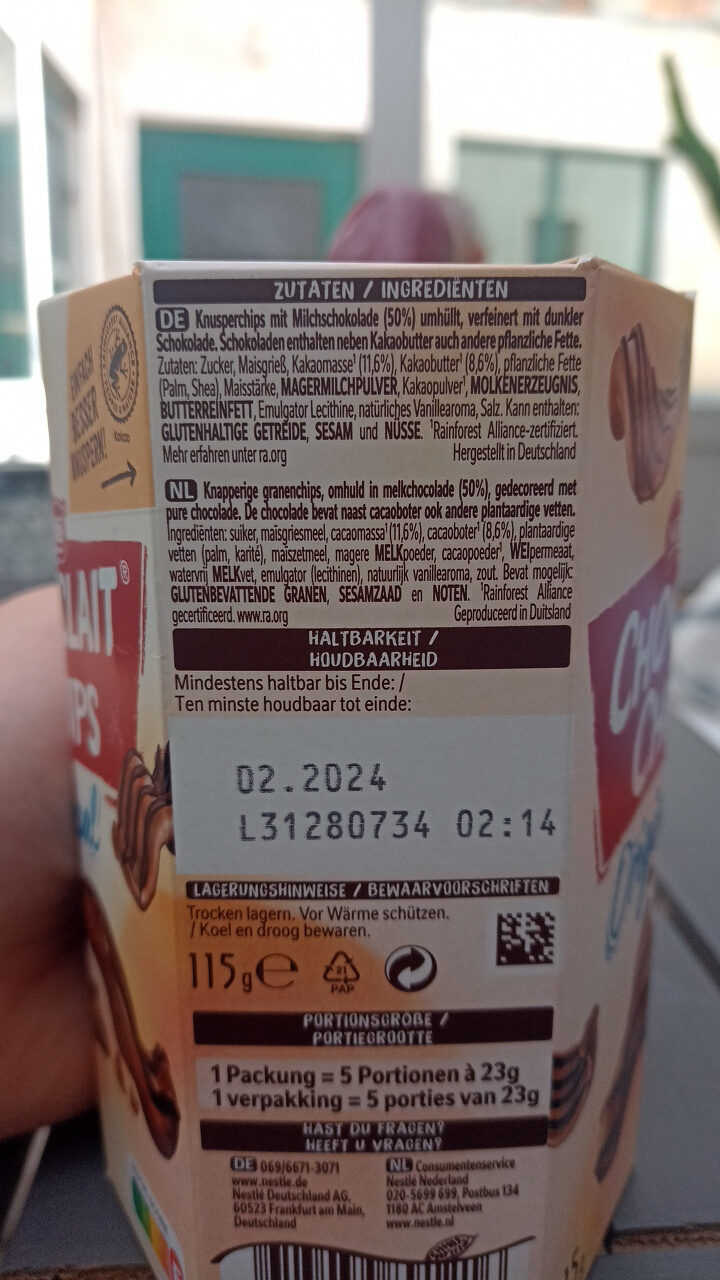 ZUTATEN / INGREDIËNTEN
DE Knusperchips mit Milchschokolade (50%) umhüllt, verfeinert mit dunkler
Schokolade. Schokoladen enthalten neben Kakaobutter auch andere pflanzliche Fette.
Zutaten: Zucker, Maisgrieß, Kakaomasse¹ (11,6%), Kakaobutter¹ (8,6%), pflanzliche Fette
(Palm, Shea), Maisstärke, MAGERMILCHPULVER, Kakaopulver¹, MOLKENERZEUGNIS,
BUTTERREINFETT, Emulgator Lecithine, natürliches Vanillearoma, Salz. Kann enthalten:
GLUTENHALTIGE GETREIDE, SESAM und NÜSSE. ¹Rainforest Alliance-zertifiziert.
Mehr erfahren unter ra.org Hergestellt in Deutschland
NL Knapperige granenchips, omhuld in melkchocolade (50%), gedecoreerd met
pure chocolade. De chocolade bevat naast cacaoboter ook andere plantaardige vetten.
Ingrediënten: suiker, maïsgriesmeel, cacaomassa¹ (11,6%), cacaoboter¹ (8,6%), plantaardige
vetten (palm, karité), maïszetmeel, magere MELKpoeder, cacaopoeder¹, WEIpermeaat,
watervrij MELKvet, emulgator (lecithinen), natuurlijk vanillearoma, zout. Bevat mogelijk:
GLUTENBEVATTENDE GRANEN, SESAMZAAD en NOTEN. ¹Rainforest Alliance
gecertificeerd. www.ra.org Geproduceerd in Duitsland
HALTBARKEIT /
HOUDBAARHEID
Mindestens haltbar bis Ende: /
Ten minste houdbaar tot einde:
02.2024
L31280734 02:14
LAGERUNGSHINWEISE / BEWAARVOORSCHRIFTEN
Trocken lagern. Vor Wärme schützen.
/ Koel en droog bewaren.
115g e
21
PAP
PORTIONSGRÖßE /
PORTIEGROOTTE
1 Packung = 5 Portionen à 23g
1 verpakking = 5 porties van 23g
HAST DU FRAGEN?
HEEFT U VRAGEN?
DE 069/6671-3071
www.nestle.de
Nestlé Deutschland AG,
60523 Frankfurt am Main,
Deutschland
NL Consumentenservice
Nestlé Nederland
020-5699 699, Postbus 134
1180 AC Amstelveen
www.nestle.nl
EINFACH
BESSER
KNUSPERN!
Kakao
LAIT®
IPS
CHO